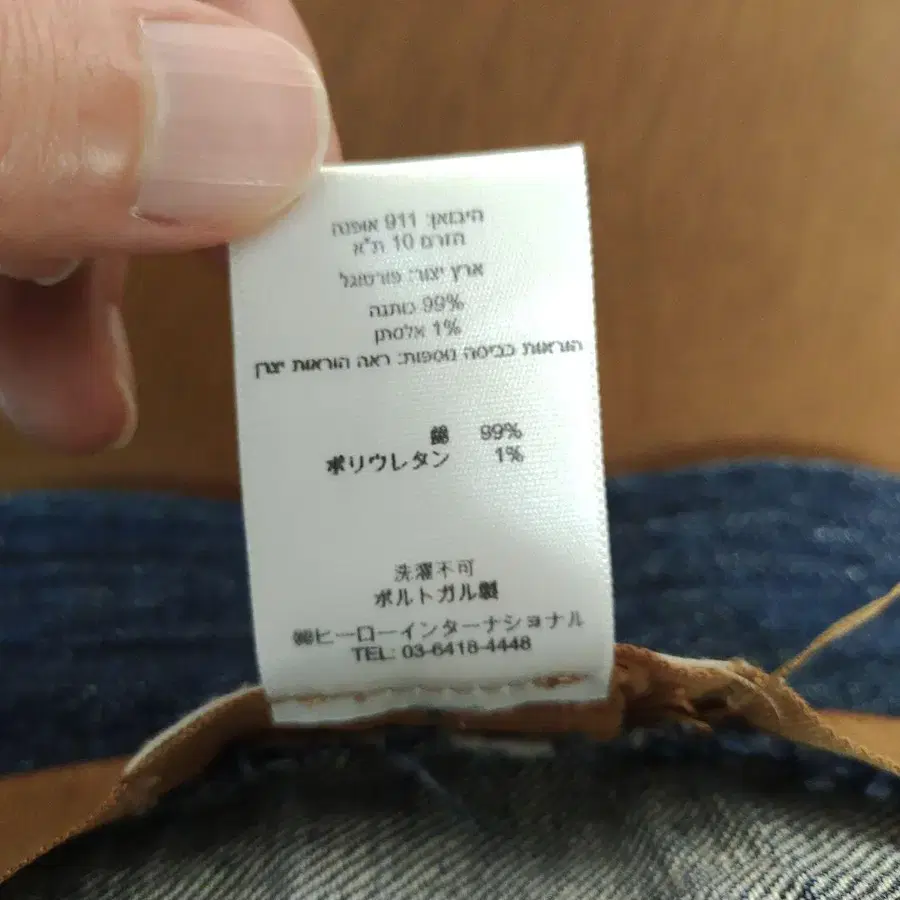 היבואן: 911 אופנה
הזרם 10 ת"א
ארץ יצור: פורטוגל
99% כותנה
1% אלסתן
הוראות כביסה נוספות: ראה הוראות יצרן
綿 99%
ポリウレタン 1%
洗濯不可
ポルトガル製
㈱ヒーローインターナショナル
TEL: 03-6418-4448